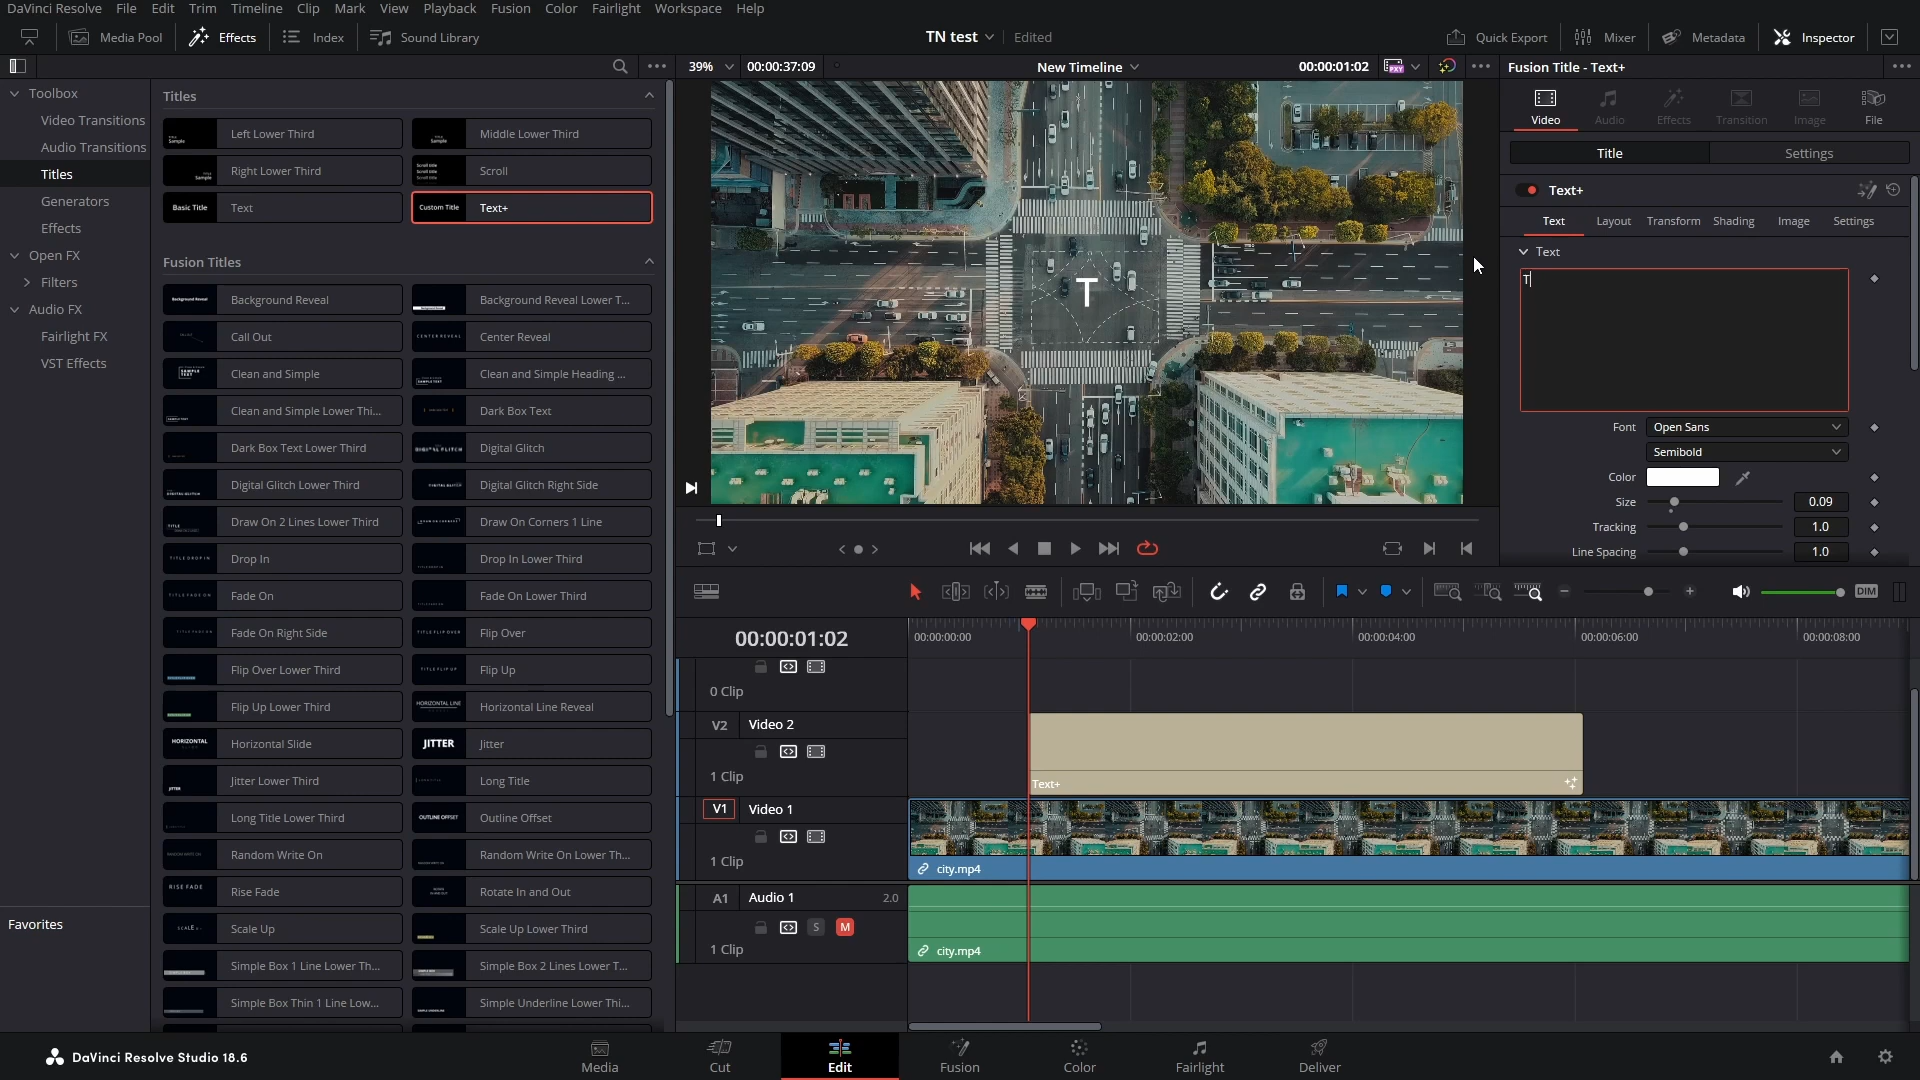 DaVinci Resolve File Edit Trim Timeline Clip Mark View Playback Fusion Color Fairlight Workspace Help
Media Pool Effects Index Sound Library
TN test Edited
Quick Export Mixer Metadata Inspector
39% 00:00:37:09 New Timeline 00:00:01:02 PXY
Fusion Title - Text+
Toolbox
Video Transitions
Audio Transitions
Titles
Generators
Effects
Open FX
Filters
Audio FX
Fairlight FX
VST Effects
Favorites
Titles
Left Lower Third
Middle Lower Third
Right Lower Third
Scroll
Basic Title Text
Custom Title Text+
Fusion Titles
Background Reveal
Background Reveal Lower T...
Call Out
Center Reveal
Clean and Simple
Clean and Simple Heading ...
Clean and Simple Lower Thi...
Dark Box Text
Dark Box Text Lower Third
Digital Glitch
Digital Glitch Lower Third
Digital Glitch Right Side
Draw On 2 Lines Lower Third
Draw On Corners 1 Line
Drop In
Drop In Lower Third
Fade On
Fade On Lower Third
Fade On Right Side
Flip Over
Flip Over Lower Third
Flip Up
Flip Up Lower Third
HORIZONTAL LINE Horizontal Line Reveal
HORIZONTAL Horizontal Slide
JITTER Jitter
Jitter Lower Third
Long Title
Long Title Lower Third
OUTLINE OFFSET Outline Offset
Random Write On
Random Write On Lower Th...
RISE FADE Rise Fade
Rotate In and Out
Scale Up
Scale Up Lower Third
Simple Box 1 Line Lower Th...
Simple Box 2 Lines Lower T...
Simple Box Thin 1 Line Low...
Simple Underline Lower Thi...
T
Video Audio Effects Transition Image File
Title Settings
Text+
Text Layout Transform Shading Image Settings
Text
T
Font Open Sans
Semibold
Color
Size 0.09
Tracking 1.0
Line Spacing 1.0
DIM
00:00:01:02
00:00:00:00 00:00:02:00 00:00:04:00 00:00:06:00 00:00:08:00
0 Clip
V2 Video 2
1 Clip
Text+
V1 Video 1
1 Clip
city.mp4
A1 Audio 1 2.0
S M
1 Clip
city.mp4
DaVinci Resolve Studio 18.6
Media Cut Edit Fusion Color Fairlight Deliver